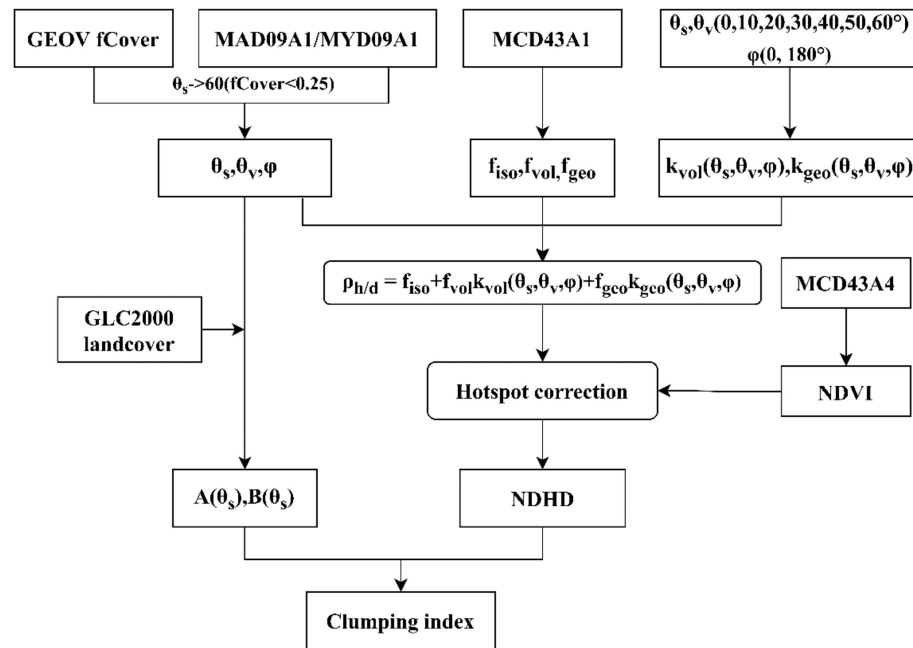 GEOV fCover
MAD09A1/MYD09A1
MCD43A1
θs,θv(0,10,20,30,40,50,60°)
φ(0, 180°)
θs->60(fCover<0.25)
θs,θv,φ
fiso,fvol,fgeo
kvol(θs,θv,φ),kgeo(θs,θv,φ)
ρh/d = fiso+fvolkvol(θs,θv,φ)+fgeokgeo(θs,θv,φ)
MCD43A4
GLC2000
landcover
Hotspot correction
NDVI
A(θs),B(θs)
NDHD
Clumping index